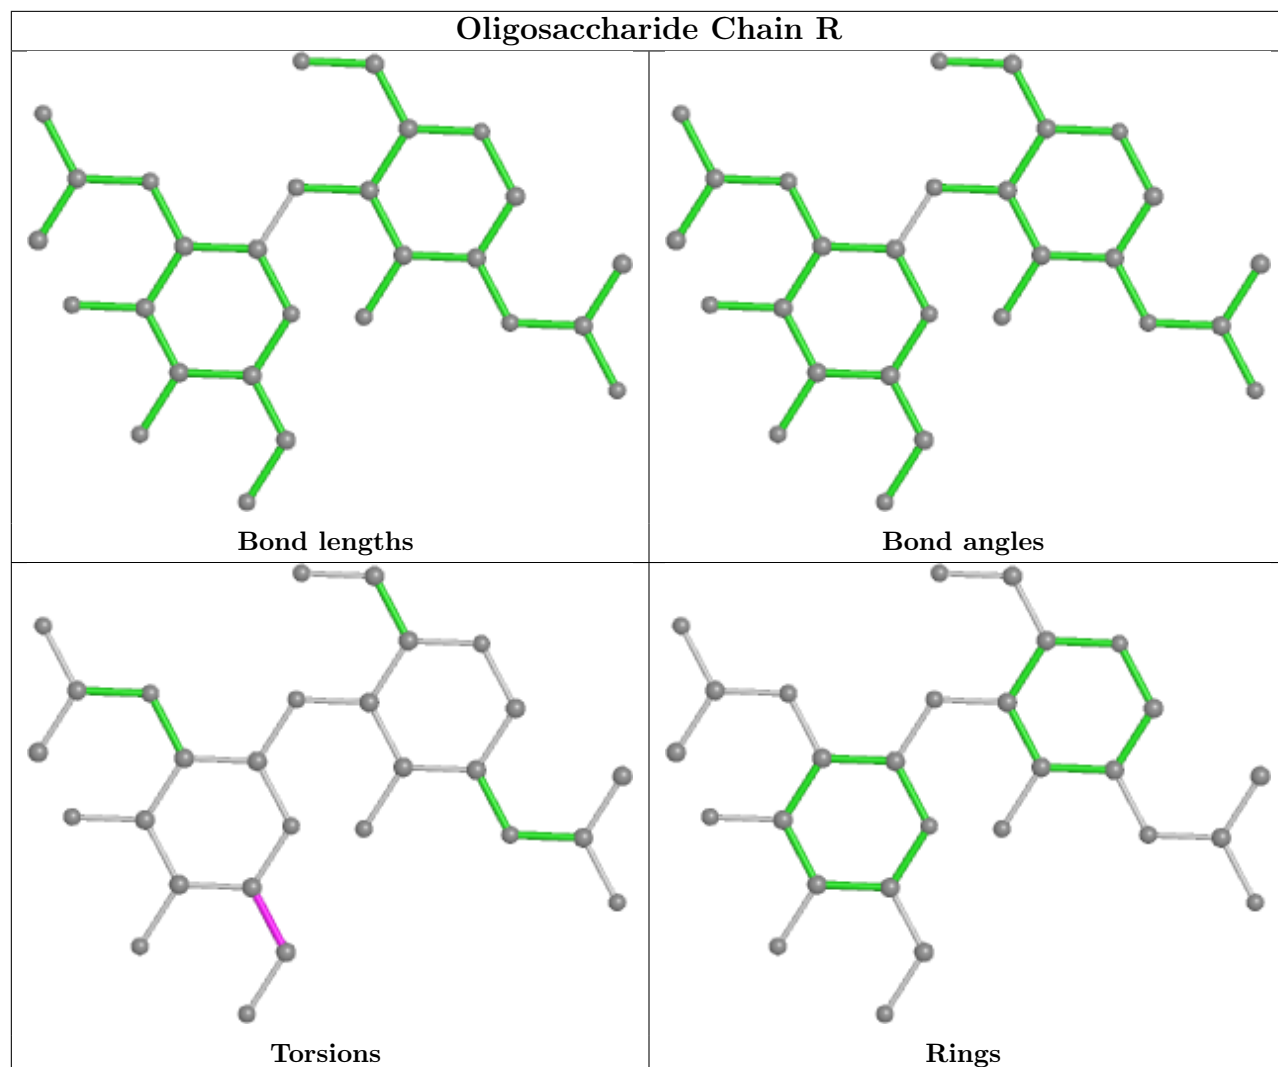 Oligosaccharide Chain R
Bond lengths
Bond angles
Torsions
Rings